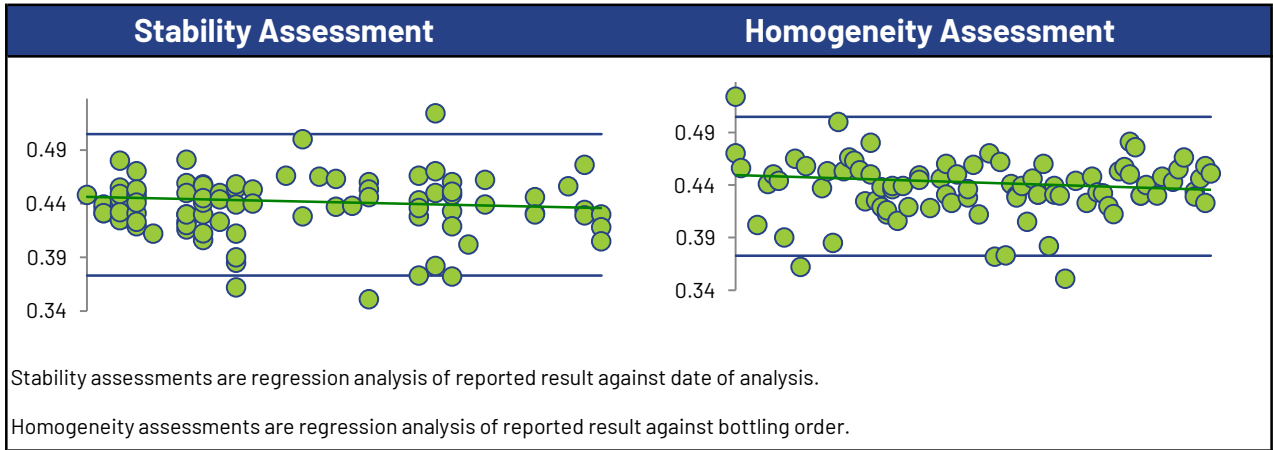 Stability Assessment
Homogeneity Assessment
0.49
0.44
0.39
0.34
0.49
0.44
0.39
0.34
Stability assessments are regression analysis of reported result against date of analysis.
Homogeneity assessments are regression analysis of reported result against bottling order.